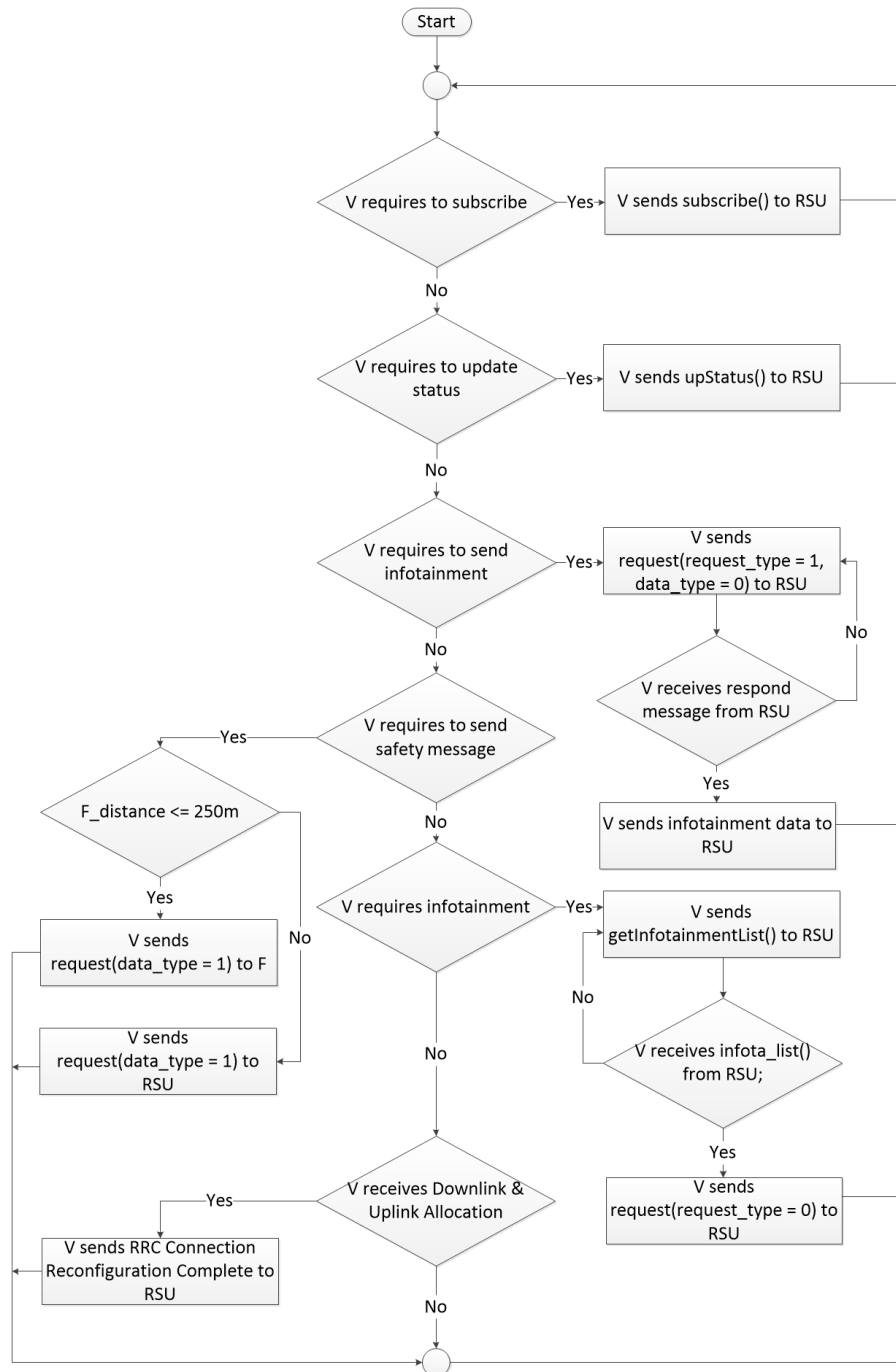 Start
V requires to subscribe
Yes
V sends subscribe() to RSU
No
V requires to update
status
Yes
V sends upStatus() to RSU
No
V requires to send
infotainment
Yes
V sends
request(request_type = 1,
data_type = 0) to RSU
No
No
V receives respond
message from RSU
V requires to send
safety message
Yes
Yes
F_distance <= 250m
No
V sends infotainment data to
RSU
Yes
V requires infotainment
Yes
V sends
getInfotainmentList() to RSU
V sends
request(data_type = 1) to F
No
No
V sends
request(data_type = 1) to
RSU
No
V receives infota_list()
from RSU;
Yes
V receives Downlink &
Uplink Allocation
Yes
V sends
request(request_type = 0) to
RSU
V sends RRC Connection
Reconfiguration Complete to
RSU
No